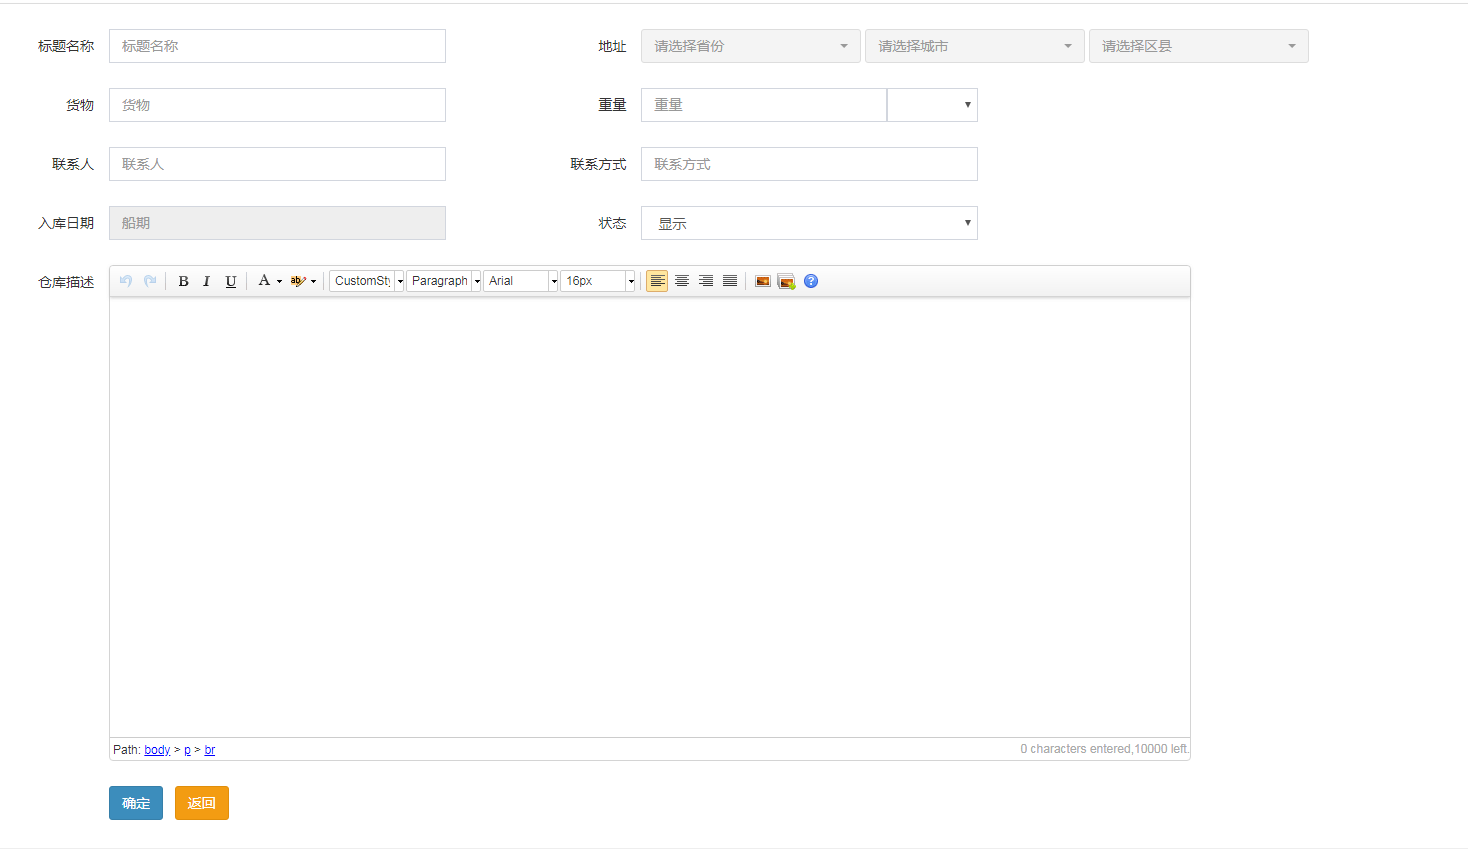 标题名称 标题名称 地址 请选择省份 请选择城市 请选择区县
货物 货物 重量 重量
联系人 联系人 联系方式 联系方式
入库日期 船期 状态 显示
仓库描述 B I U A ab CustomSty Paragraph Arial 16px ?
Path: body > p > br 0 characters entered,10000 left.
确定 返回